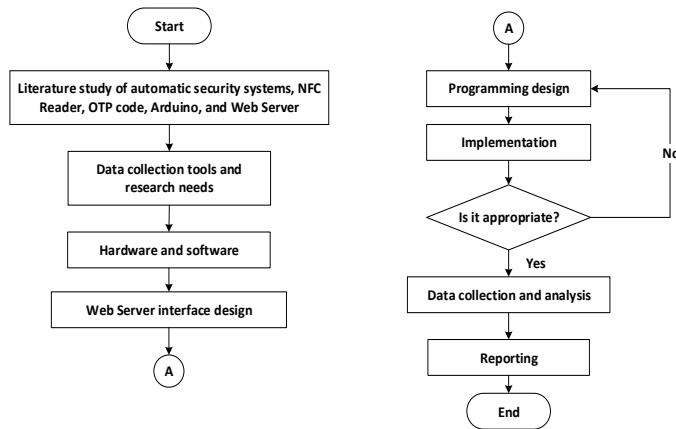 Start
Literature study of automatic security systems, NFC
Reader, OTP code, Arduino, and Web Server
Data collection tools and
research needs
Hardware and software
Web Server interface design
A
A
Programming design
Implementation
No
Is it appropriate?
Yes
Data collection and analysis
Reporting
End